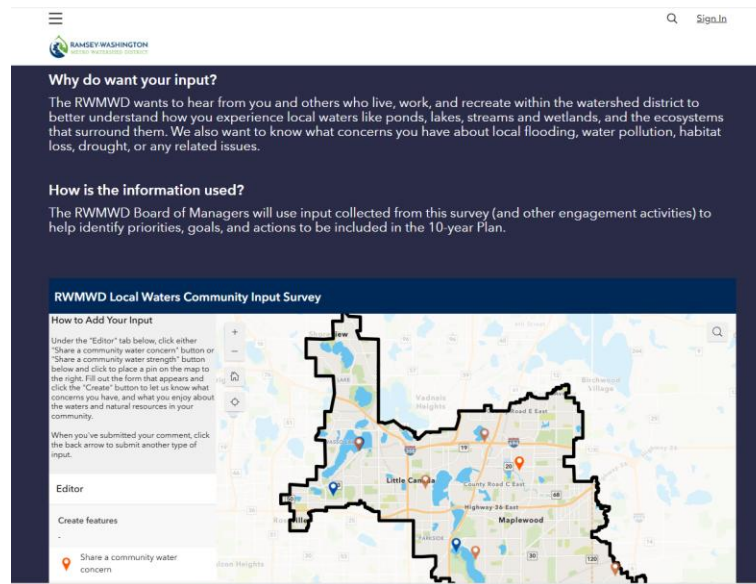 Sign In
RAMSEY-WASHINGTON
METRO WATERSHED DISTRICT
Why do want your input?
The RWMWD wants to hear from you and others who live, work, and recreate within the watershed district to
better understand how you experience local waters like ponds, lakes, streams and wetlands, and the ecosystems
that surround them. We also want to know what concerns you have about local flooding, water pollution, habitat
loss, drought, or any related issues.
How is the information used?
The RWMWD Board of Managers will use input collected from this survey (and other engagement activities) to
help identify priorities, goals, and actions to be included in the 10-year Plan.
RWMWD Local Waters Community Input Survey
How to Add Your Input
Under the "Editor" tab below, click either
"Share a community water concern" button or
"Share a community water strength" button
below and click to place a pin on the map to
the right. Fill out the form that appears and
click the "Create" button to let us know what
concerns you have, and what you enjoy about
the waters and natural resources in your
community.
When you've submitted your comment, click
the back arrow to submit another type of
input.
Editor
Create features
-
Share a community water
concern
+
−
Vadnais
Heights
Birchwood
Village
Road E East
19
20
Little Canada
County Road C East
68
Highway 36 East
Maplewood
PARKSIDE
30
120